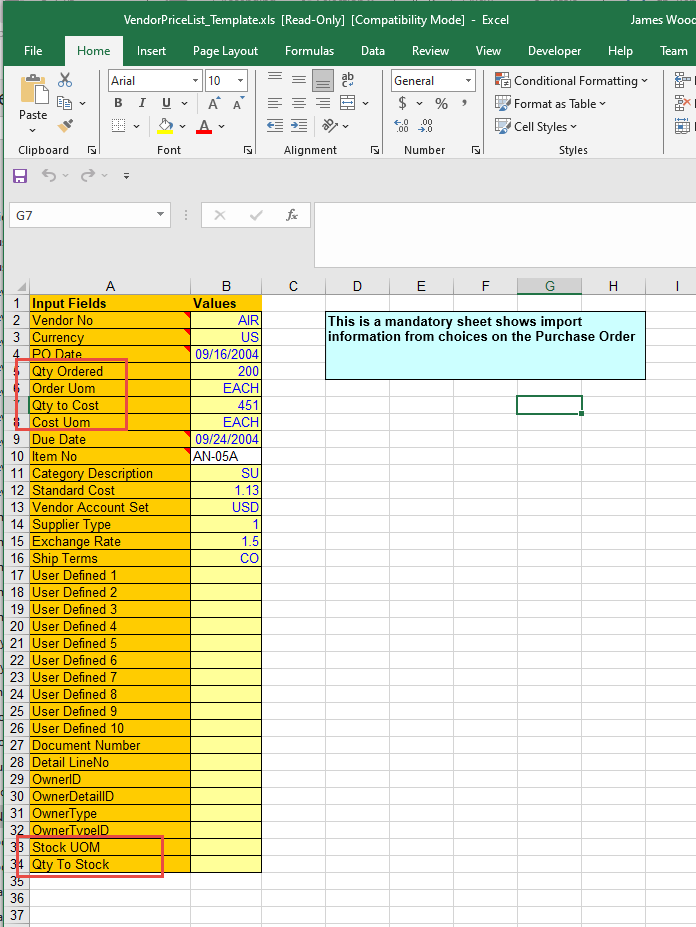 VendorPriceList_Template.xls [Read-Only] [Compatibility Mode] - Excel James Wood
File Home Insert Page Layout Formulas Data Review View Developer Help Team
Paste
Arial 10
B I U A A
ab
General
$ % ,
Conditional Formatting
Format as Table
Cell Styles
Clipboard Font Alignment Number Styles
G7 fx
A B C D E F G H I
1 Input Fields Values
2 Vendor No AIR This is a mandatory sheet shows import
3 Currency US information from choices on the Purchase Order
4 PO Date 09/16/2004
5 Qty Ordered 200
6 Order Uom EACH
7 Qty to Cost 451
8 Cost Uom EACH
9 Due Date 09/24/2004
10 Item No AN-05A
11 Category Description SU
12 Standard Cost 1.13
13 Vendor Account Set USD
14 Supplier Type 1
15 Exchange Rate 1.5
16 Ship Terms CO
17 User Defined 1
18 User Defined 2
19 User Defined 3
20 User Defined 4
21 User Defined 5
22 User Defined 6
23 User Defined 7
24 User Defined 8
25 User Defined 9
26 User Defined 10
27 Document Number
28 Detail LineNo
29 OwnerID
30 OwnerDetailID
31 OwnerType
32 OwnerTypeID
33 Stock UOM
34 Qty To Stock
35
36
37